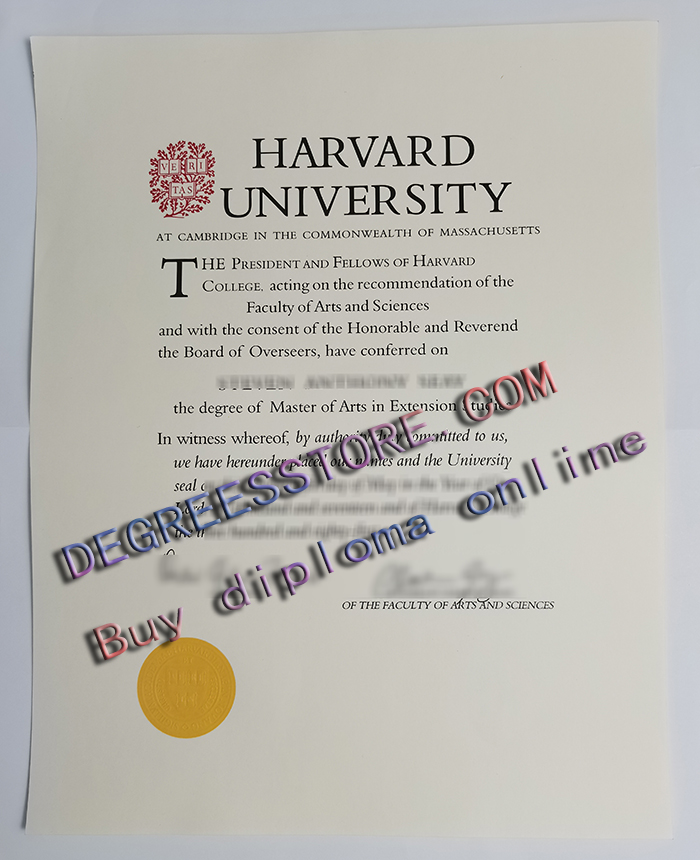 VE RI
TAS
HARVARD
UNIVERSITY
AT CAMBRIDGE IN THE COMMONWEALTH OF MASSACHUSETTS
THE PRESIDENT AND FELLOWS OF HARVARD
COLLEGE, acting on the recommendation of the
Faculty of Arts and Sciences
and with the consent of the Honorable and Reverend
the Board of Overseers, have conferred on
the degree of Master of Arts in Extension Studies
In witness whereof, by authority duly committed to us,
we have hereunder placed our names and the University
seal
DEGREESSTORE COM
Buy diploma onliine
OF THE FACULTY OF ARTS AND SCIENCES